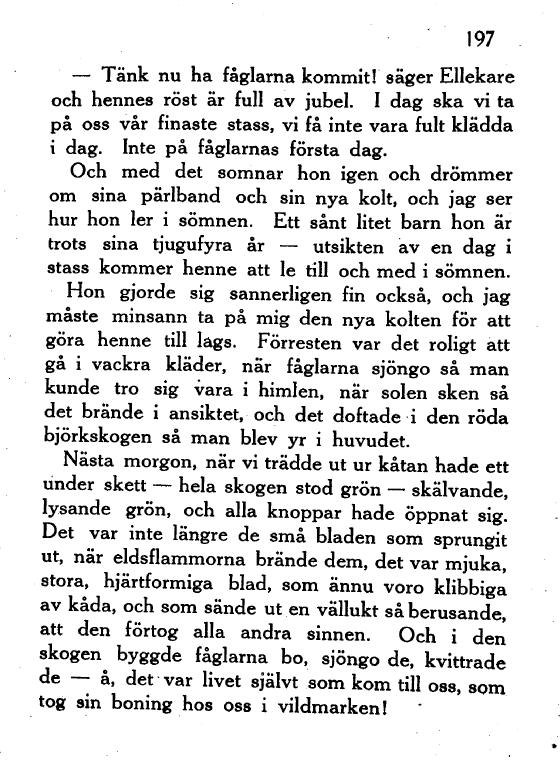 197
— Tänk nu ha fåglarna kommit! säger Ellekare
och hennes röst är full av jubel. I dag ska vi ta
på oss vår finaste stass, vi få inte vara fult klädda
i dag. Inte på fåglarnas första dag.
Och med det somnar hon igen och drömmer
om sina pärlband och sin nya kolt, och jag ser
hur hon ler i sömnen. Ett sånt litet barn hon är
trots sina tjugufyra år — utsikten av en dag i
stass kommer henne att le till och med i sömnen.
Hon gjorde sig sannerligen fin också, och jag
måste minsann ta på mig den nya kolten för att
göra henne till lags. Förresten var det roligt att
gå i vackra kläder, när fåglarna sjöngo så man
kunde tro sig vara i himlen, när solen sken så
det brände i ansiktet, och det doftade i den röda
björkskogen så man blev yr i huvudet.
Nästa morgon, när vi trädde ut ur kåtan hade ett
under skett — hela skogen stod grön — skälvande,
lysande grön, och alla knoppar hade öppnat sig.
Det var inte längre de små bladen som sprungit
ut, när eldsflammorna brände dem, det var mjuka,
stora, hjärtformiga blad, som ännu voro klibbiga
av kåda, och som sände ut en vällukt så berusande,
att den förtog alla andra sinnen. Och i den
skogen byggde fåglarna bo, sjöngo de, kvittrade
de — å, det var livet självt som kom till oss, som
tog sin boning hos oss i vildmarken!